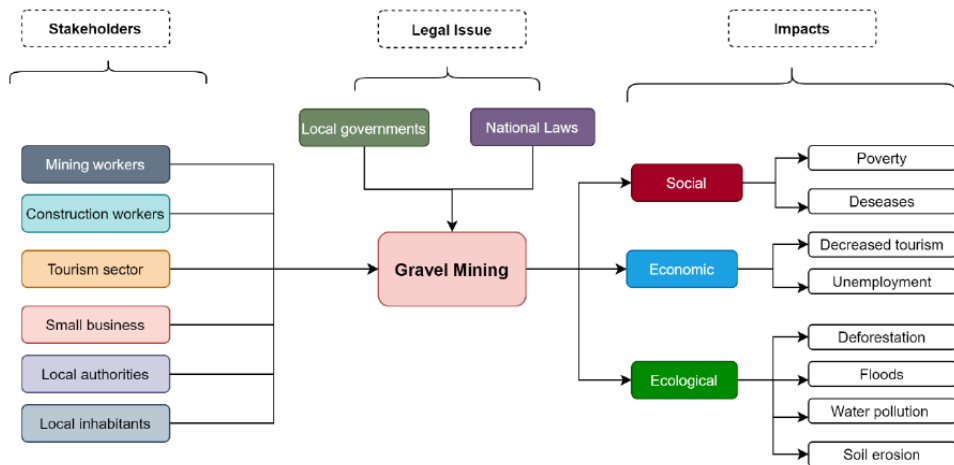 Stakeholders
Legal Issue
Impacts
Local governments
National Laws
Mining workers
Construction workers
Tourism sector
Small business
Local authorities
Local inhabitants
Gravel Mining
Social
Economic
Ecological
Poverty
Deseases
Decreased tourism
Unemployment
Deforestation
Floods
Water pollution
Soil erosion